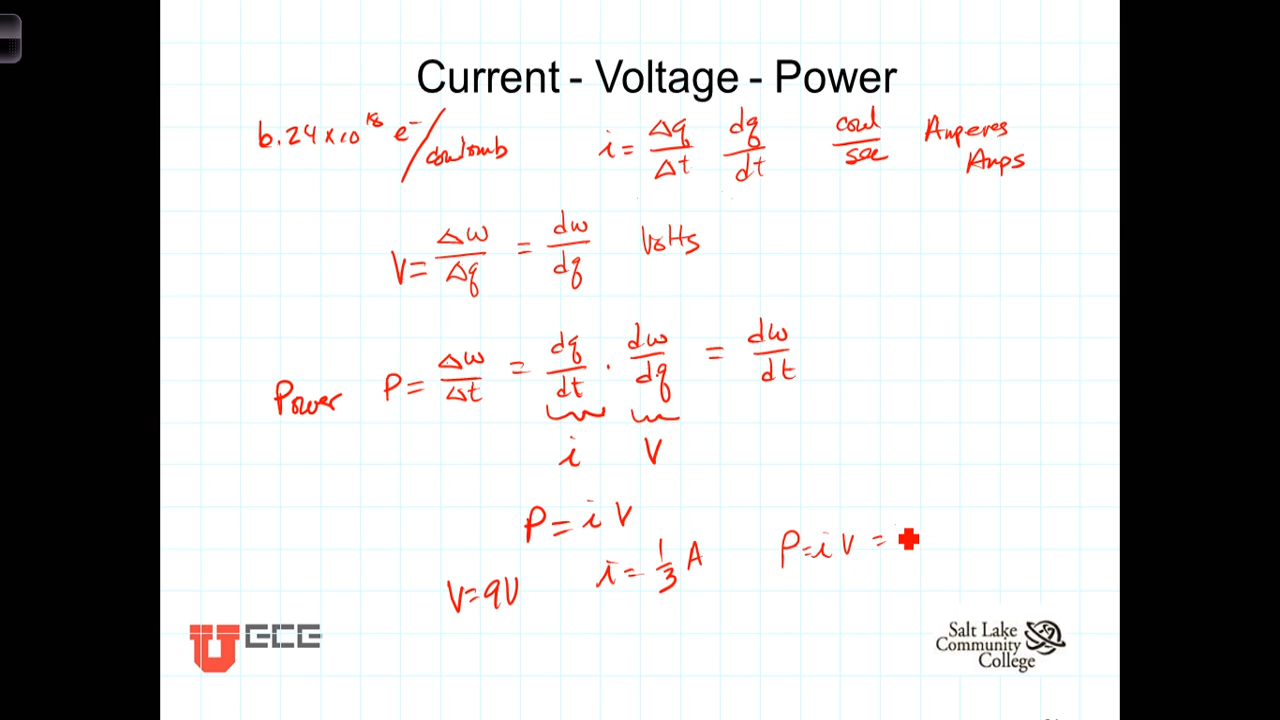 Current - Voltage - Power
6.24 x 10^18 e-/coulomb i = Δq/Δt dq/dt coul/sec Amperes
Amps
V = Δw/Δq = dw/dq Volts
Power P = Δw/Δt = dq/dt · dw/dq = dw/dt
i V
P = i V
V = 9V i = 1/3 A P = i V =
U ECE
Salt Lake
Community
College